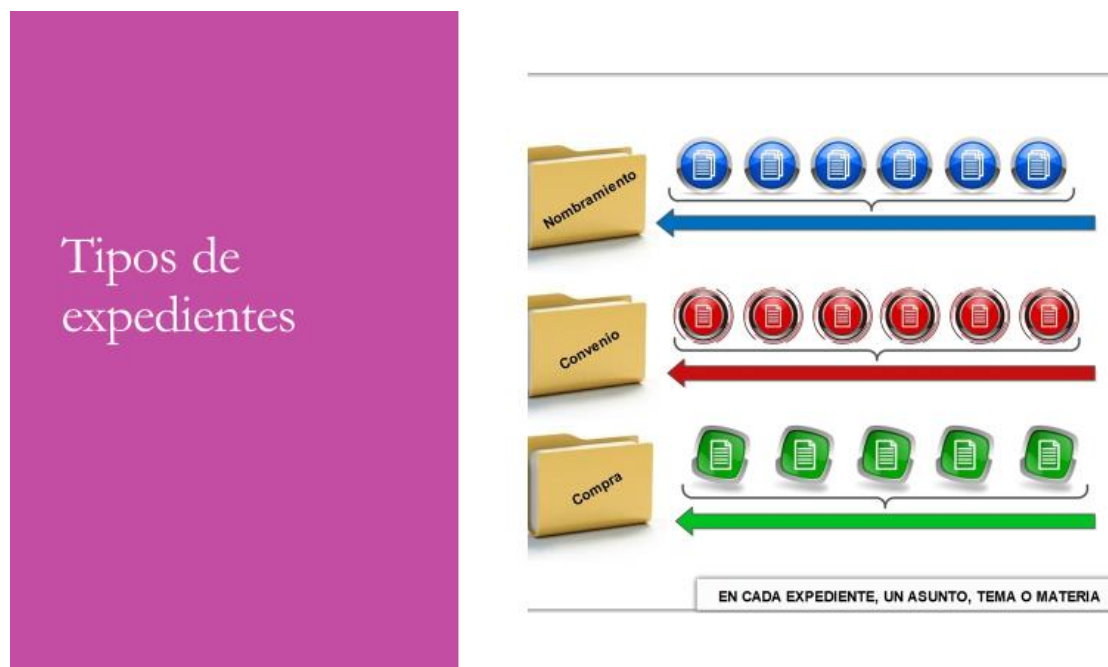 Tipos de
expedientes
Nombramiento
Convenio
Compra
EN CADA EXPEDIENTE, UN ASUNTO, TEMA O MATERIA